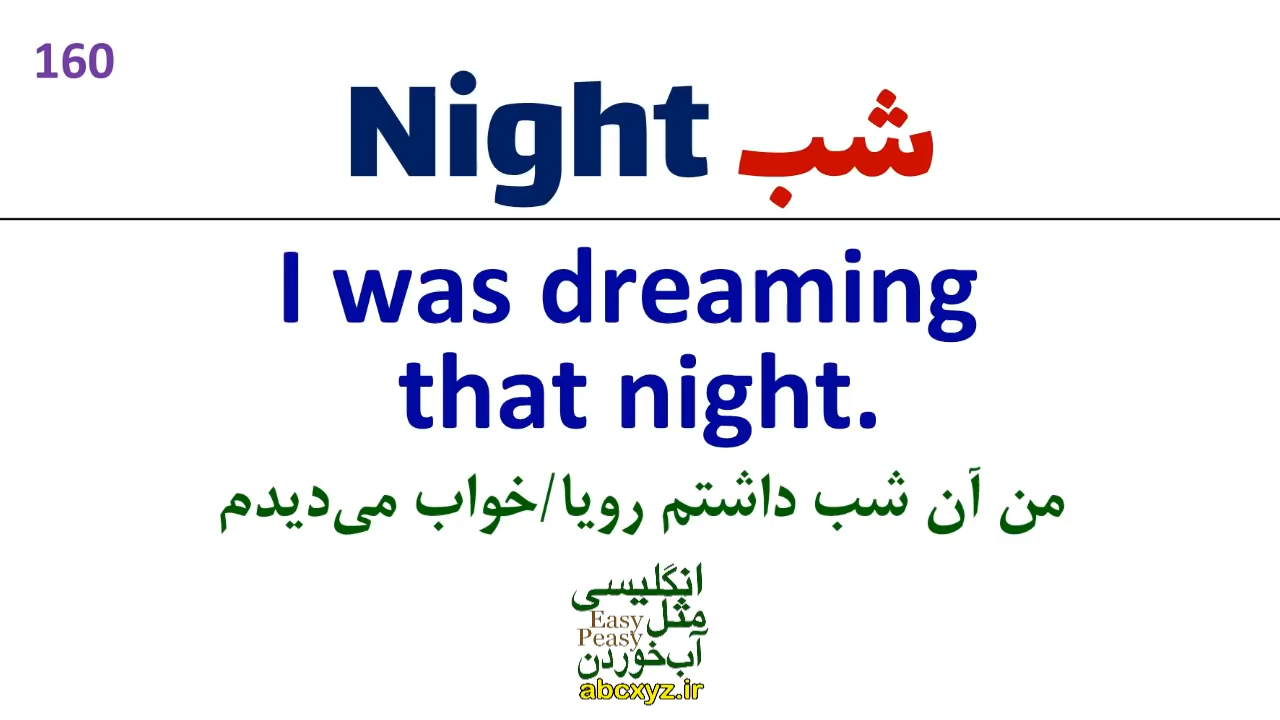 160
Night شب
I was dreaming
that night.
من آن شب داشتم رویا/خواب می‌دیدم
انگلیسی
مثل Easy
Peasy
آب‌خوردن
abcxyz.ir